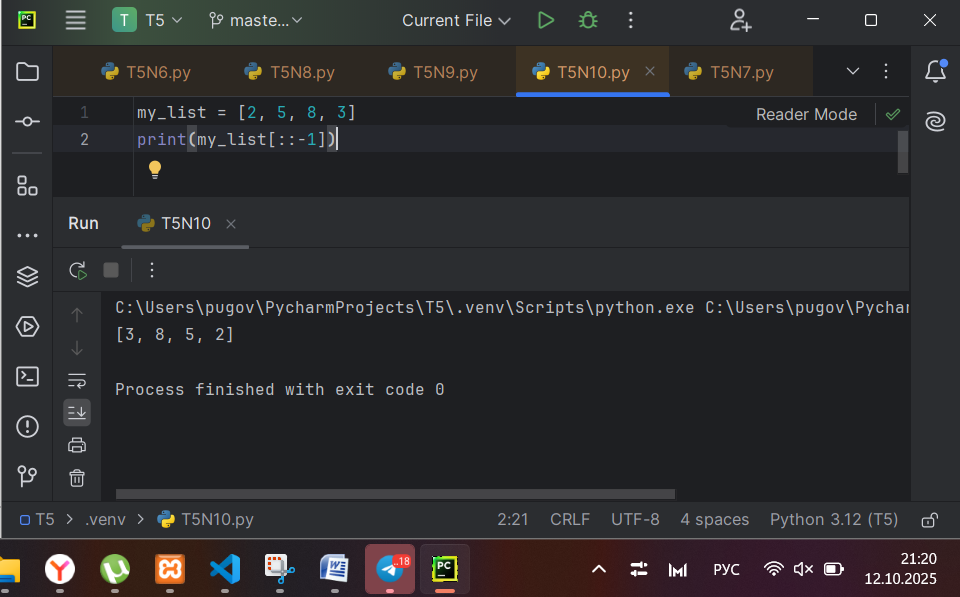 PC T T5 maste... Current File
T5N6.py T5N8.py T5N9.py T5N10.py T5N7.py
1 my_list = [2, 5, 8, 3] Reader Mode
2 print(my_list[::-1])
Run T5N10
C:\Users\pugov\PycharmProjects\T5\.venv\Scripts\python.exe C:\Users\pugov\Pychar
[3, 8, 5, 2]
Process finished with exit code 0
T5 > .venv > T5N10.py 2:21 CRLF UTF-8 4 spaces Python 3.12 (T5)
..18 PC РУС 21:20
12.10.2025